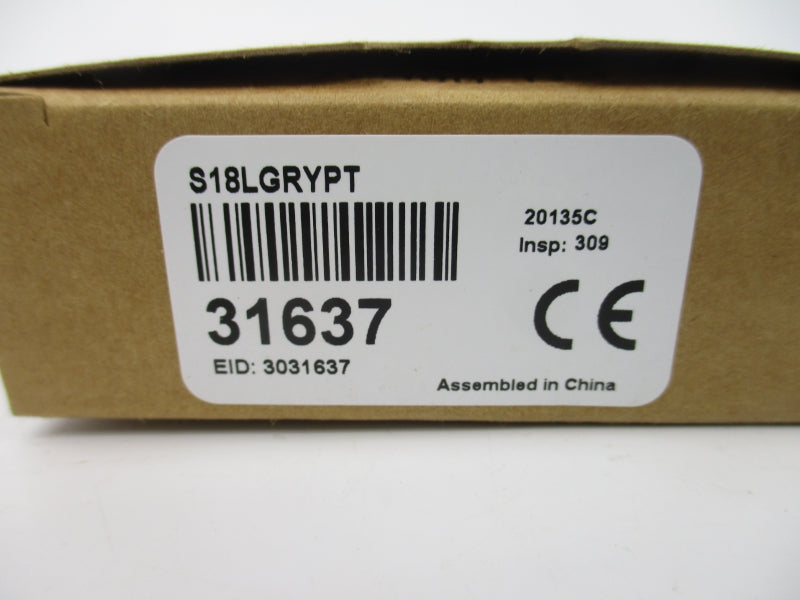 S18LGRYPT
20135C
Insp: 309
31637
CE
EID: 3031637
Assembled in China